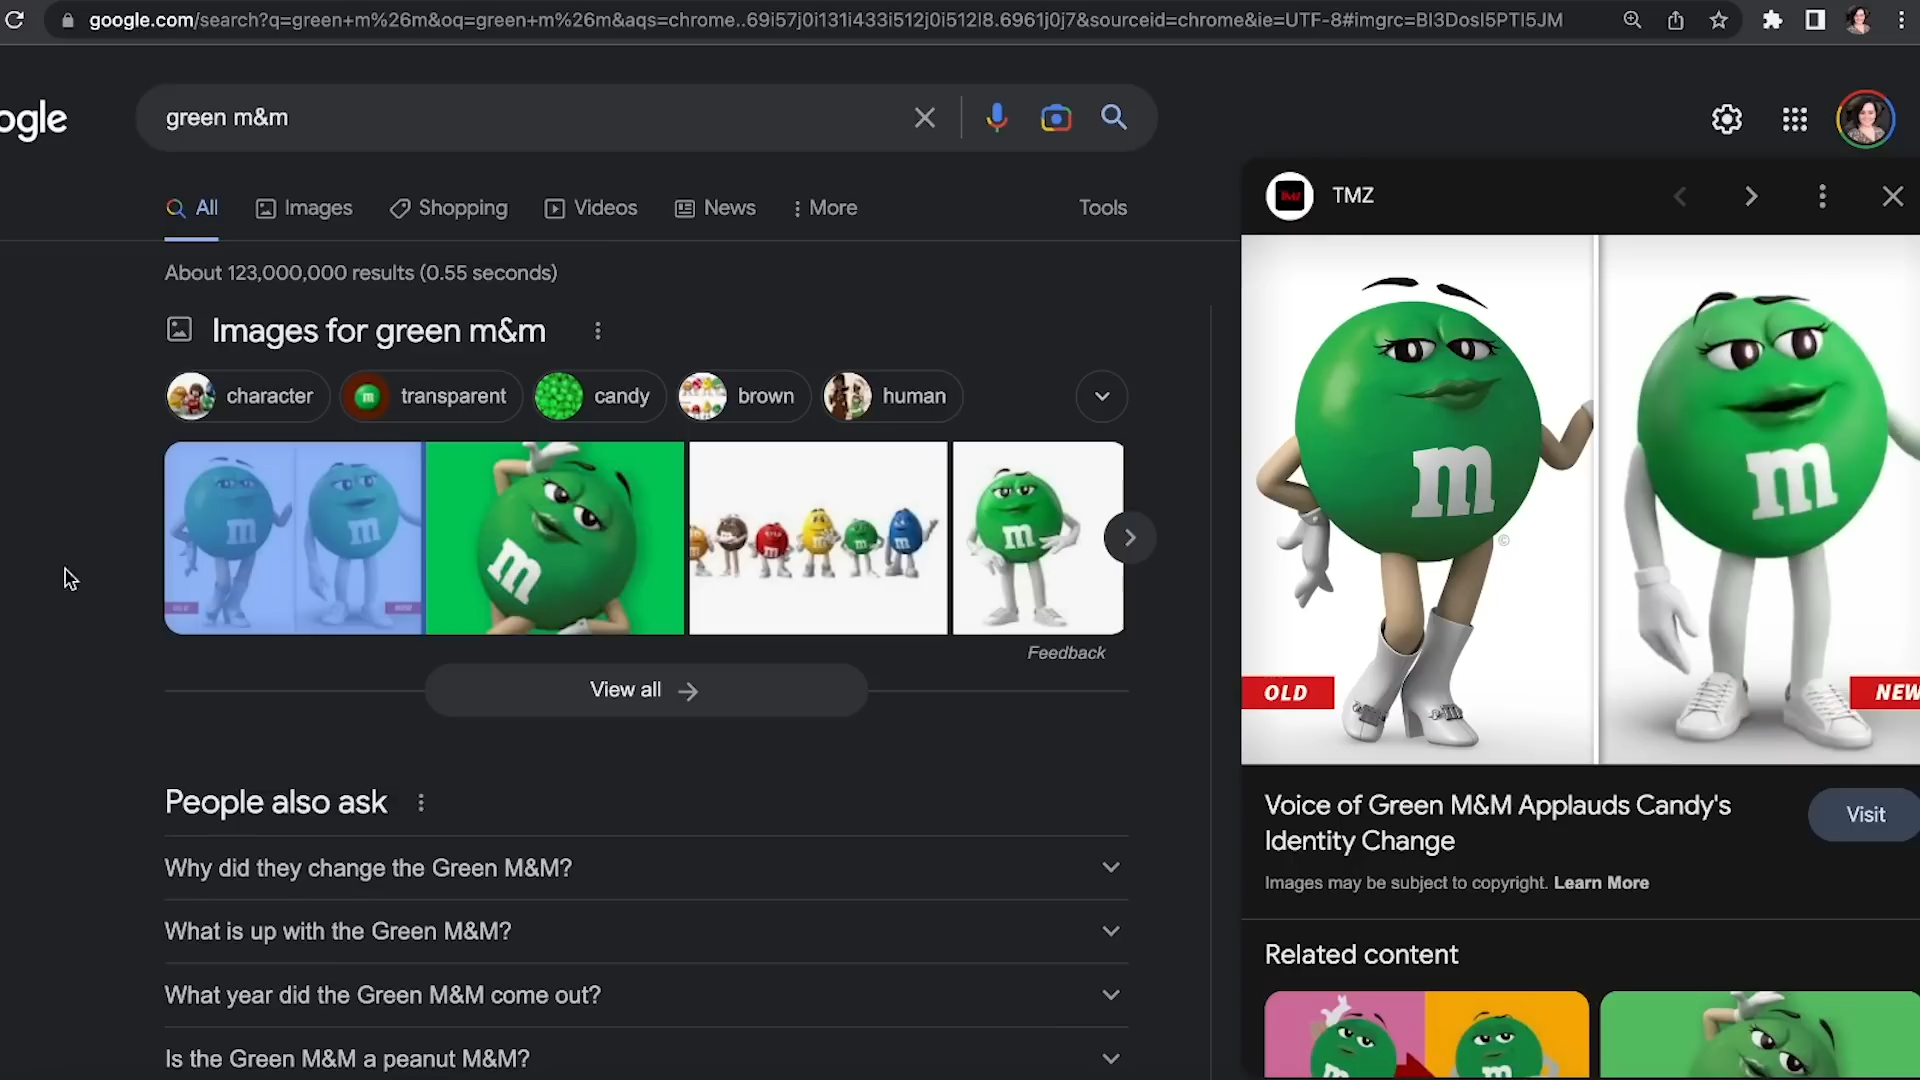 google.com/search?q=green+m%26m&oq=green+m%26m&aqs=chrome..69i57j0i131i433i512j0i512l8.6961j0j7&sourceid=chrome&ie=UTF-8#imgrc=BI3DosI5PTI5JM
ogle
green m&m
All
Images
Shopping
Videos
News
More
Tools
About 123,000,000 results (0.55 seconds)
Images for green m&m
character
transparent
candy
brown
human
m
m
m
m
m
OLD
NEW
Feedback
View all
People also ask
Why did they change the Green M&M?
What is up with the Green M&M?
What year did the Green M&M come out?
Is the Green M&M a peanut M&M?
TMZ
TMZ
m
m
©
OLD
NEW
Voice of Green M&M Applauds Candy's
Identity Change
Visit
Images may be subject to copyright. Learn More
Related content
m
m